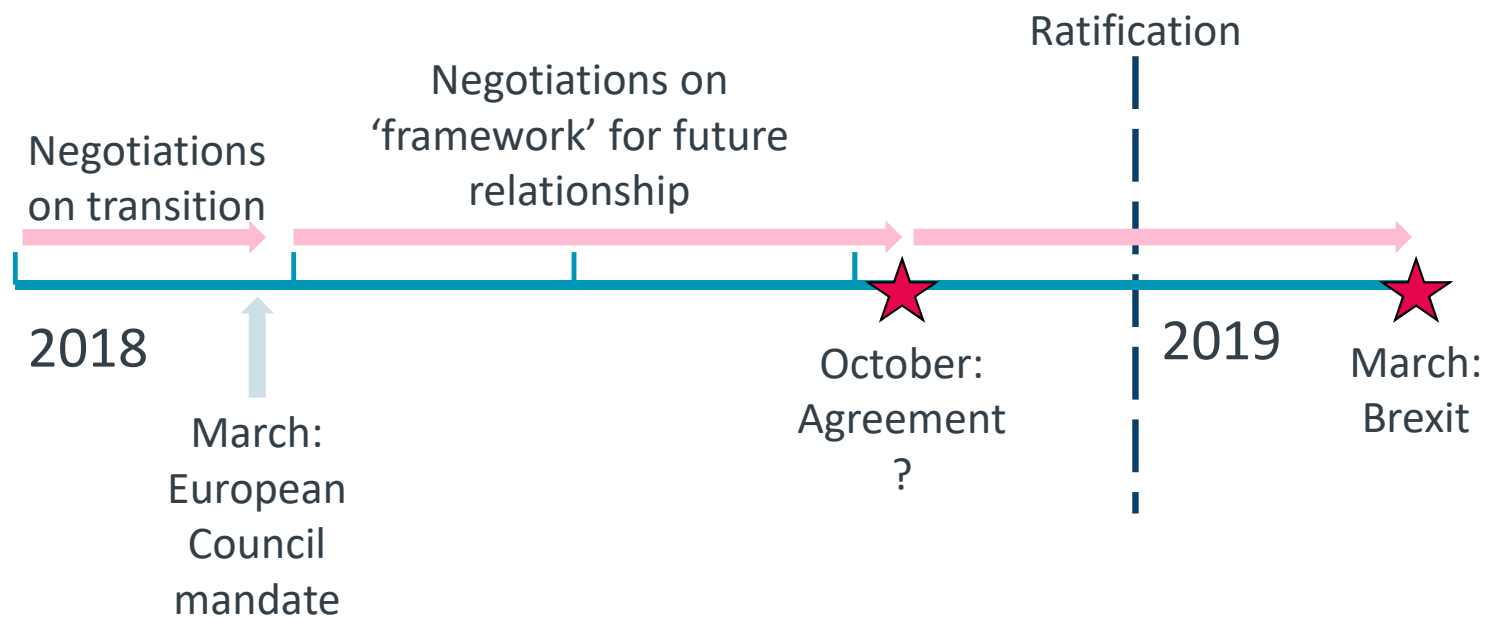 Ratification
Negotiations on
‘framework’ for future
relationship
Negotiations
on transition
2018
2019
March:
European
Council
mandate
October:
Agreement
?
March:
Brexit